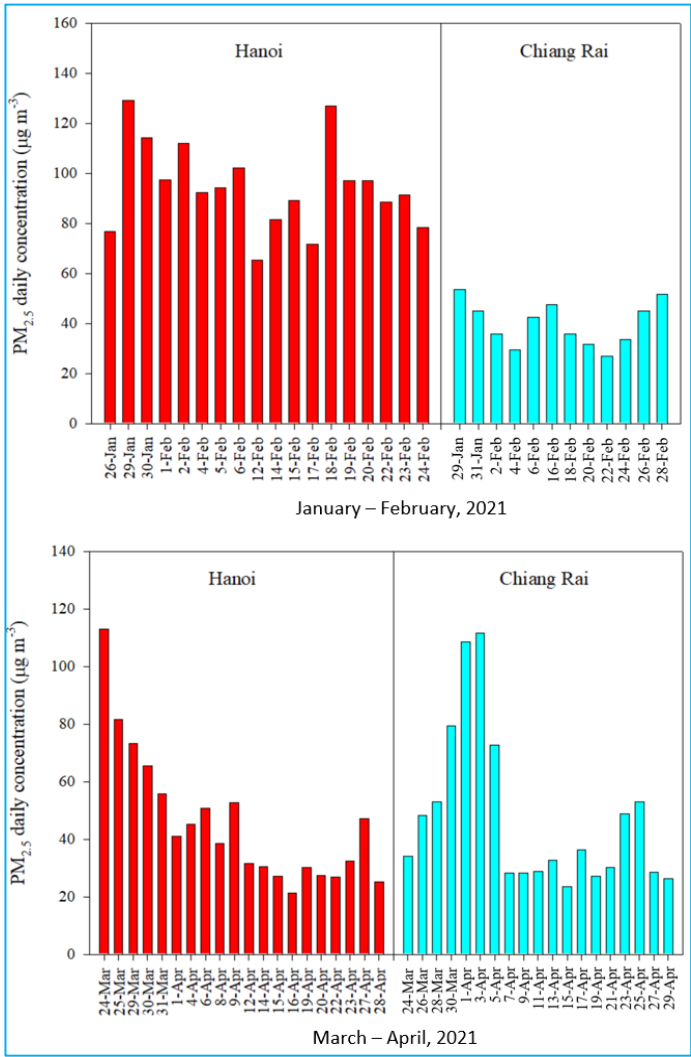 Hanoi
Chiang Rai
PM2.5 daily concentration (μg m-3)
160
140
120
100
80
60
40
20
0
26-Jan
29-Jan
30-Jan
1-Feb
2-Feb
4-Feb
5-Feb
6-Feb
12-Feb
14-Feb
15-Feb
17-Feb
18-Feb
19-Feb
20-Feb
22-Feb
23-Feb
24-Feb
29-Jan
31-Jan
2-Feb
4-Feb
6-Feb
16-Feb
18-Feb
20-Feb
22-Feb
24-Feb
26-Feb
28-Feb
January – February, 2021
Hanoi
Chiang Rai
PM2.5 daily concentration (μg m-3)
140
120
100
80
60
40
20
0
24-Mar
25-Mar
29-Mar
30-Mar
31-Mar
1-Apr
4-Apr
6-Apr
8-Apr
9-Apr
12-Apr
14-Apr
15-Apr
16-Apr
19-Apr
20-Apr
22-Apr
23-Apr
27-Apr
28-Apr
24-Mar
26-Mar
28-Mar
30-Mar
1-Apr
3-Apr
5-Apr
7-Apr
9-Apr
11-Apr
13-Apr
15-Apr
17-Apr
19-Apr
21-Apr
23-Apr
25-Apr
27-Apr
29-Apr
March – April, 2021